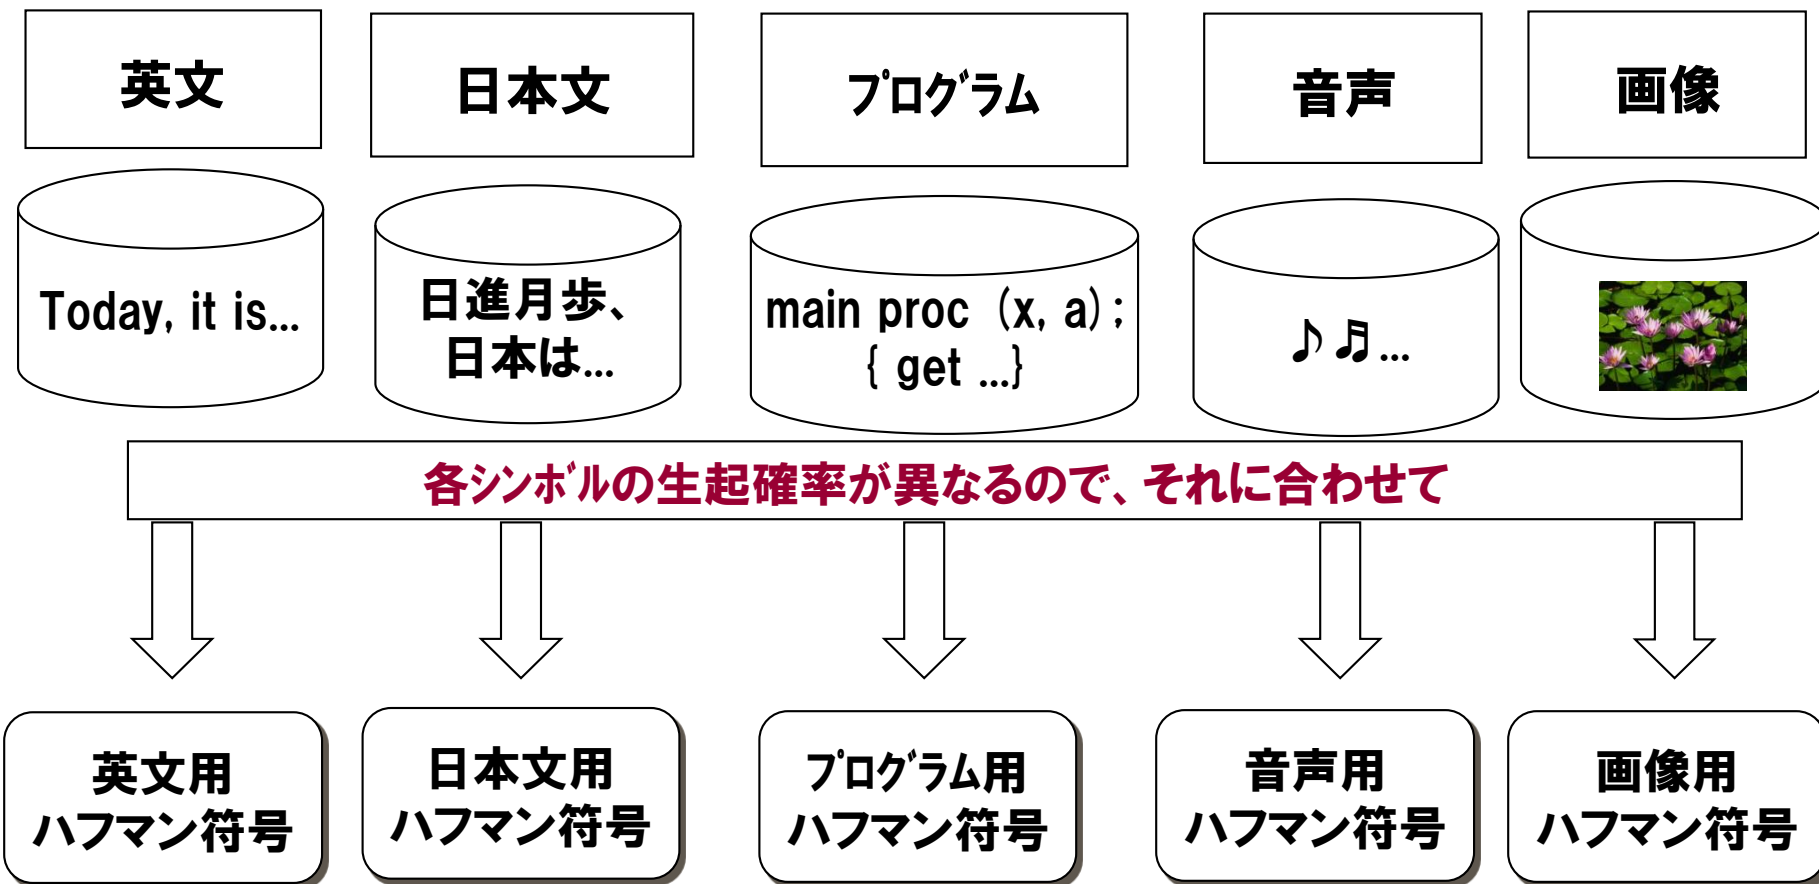 英文
日本文
プログラム
音声
画像
Today, it is...
日進月歩、
日本は...
main proc (x, a);
{ get ...}
♪♬...
各シンボルの生起確率が異なるので、それに合わせて
英文用
ハフマン符号
日本文用
ハフマン符号
プログラム用
ハフマン符号
音声用
ハフマン符号
画像用
ハフマン符号